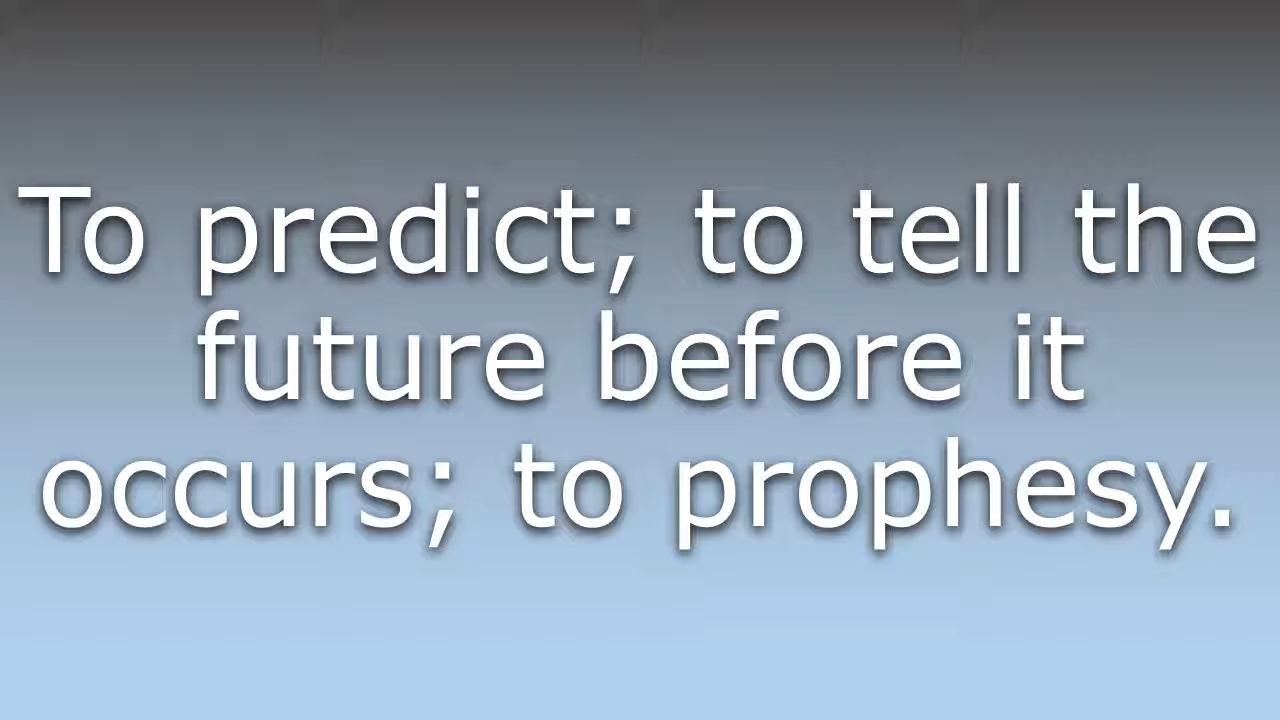 To predict; to tell the
future before it
occurs; to prophesy.